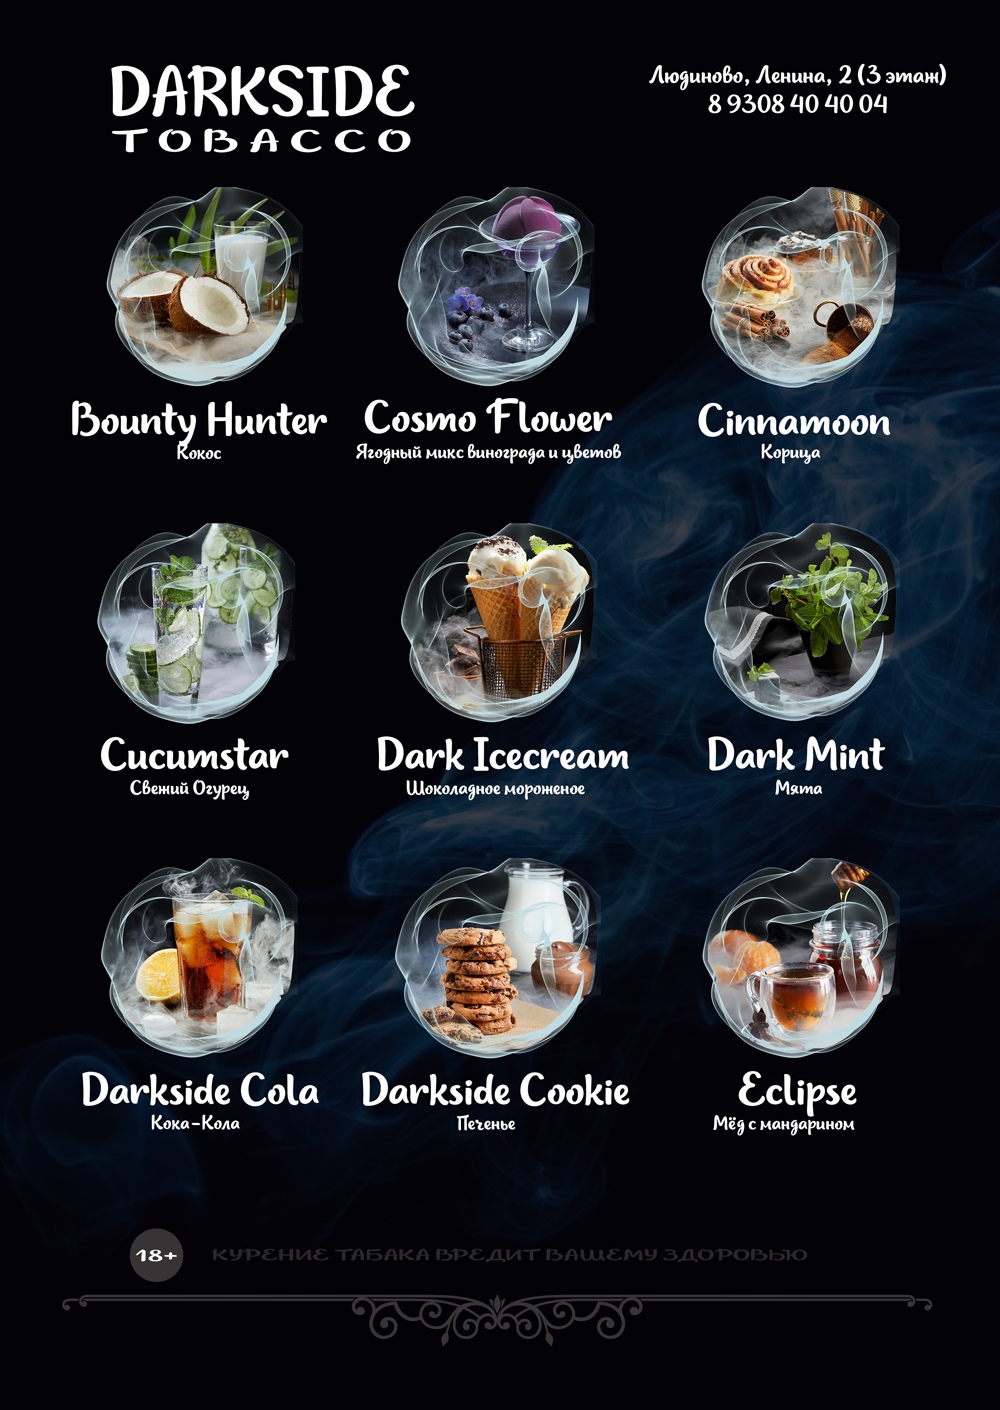 DARKSIDE
TOBACCO
Людиново, Ленина, 2 (3 этаж)
8 9308 40 40 04
Bounty Hunter
Кокос
Cosmo Flower
Ягодный микс винограда и цветов
Cinnamoon
Корица
Cucumstar
Свежий Огурец
Dark Icecream
Шоколадное мороженое
Dark Mint
Мята
Darkside Cola
Кока-Кола
Darkside Cookie
Печенье
Eclipse
Мёд с мандарином
18+
КУРЕНИЕ ТАБАКА ВРЕДИТ ВАШЕМУ ЗДОРОВЬЮ